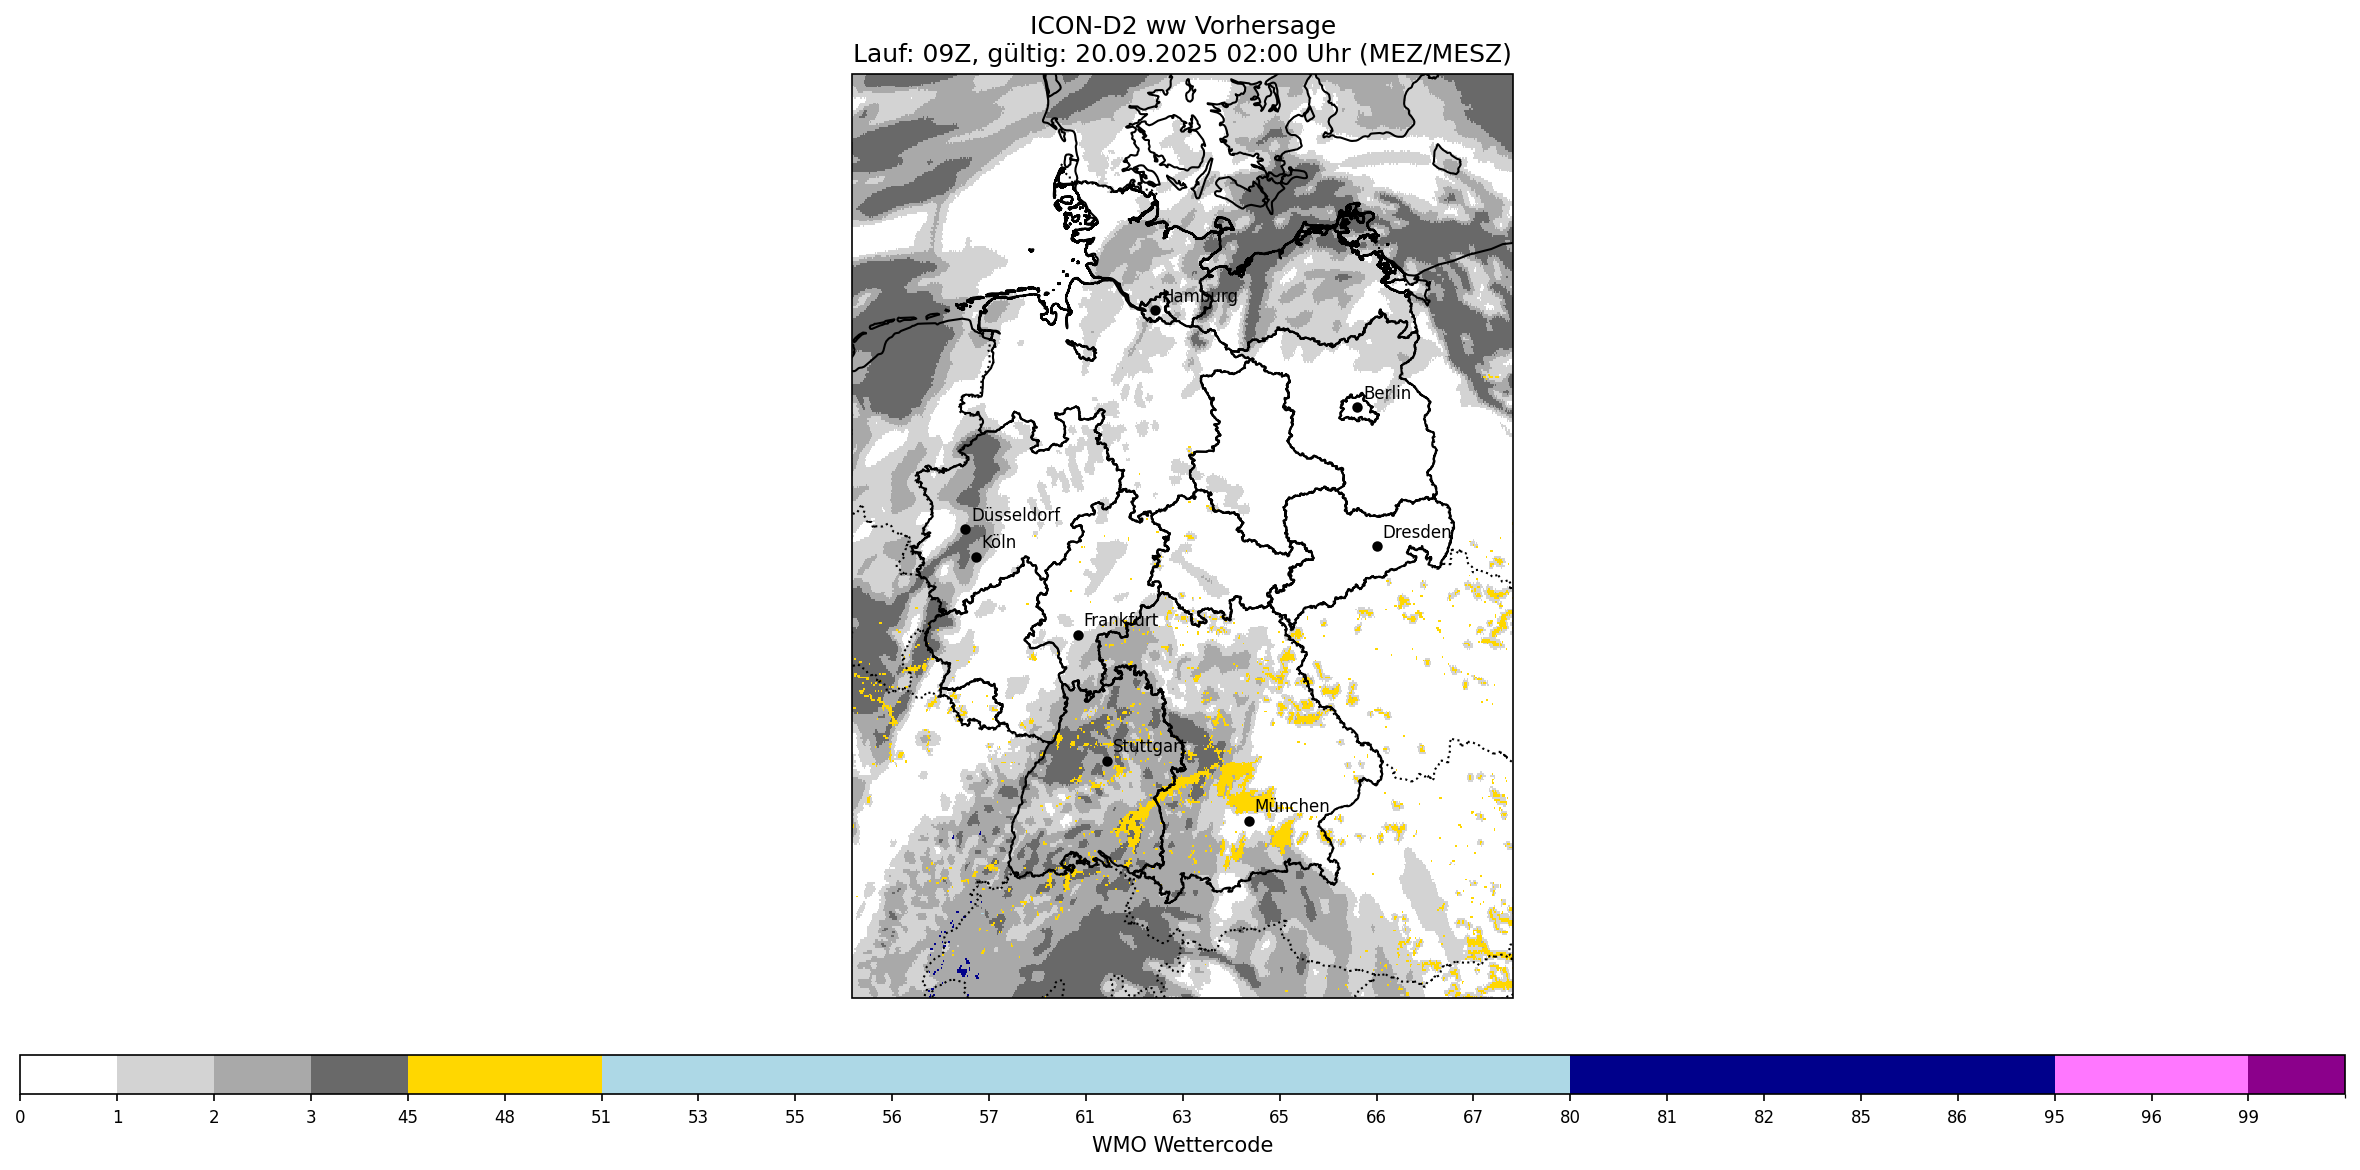 ICON-D2 ww Vorhersage
Lauf: 09Z, gültig: 20.09.2025 02:00 Uhr (MEZ/MESZ)
Hamburg
Berlin
Düsseldorf
Dresden
Köln
Frankfurt
Stuttgart
München
0 1 2 3 45 48 51 53 55 56 57 61 63 65 66 67 80 81 82 85 86 95 96 99
WMO Wettercode